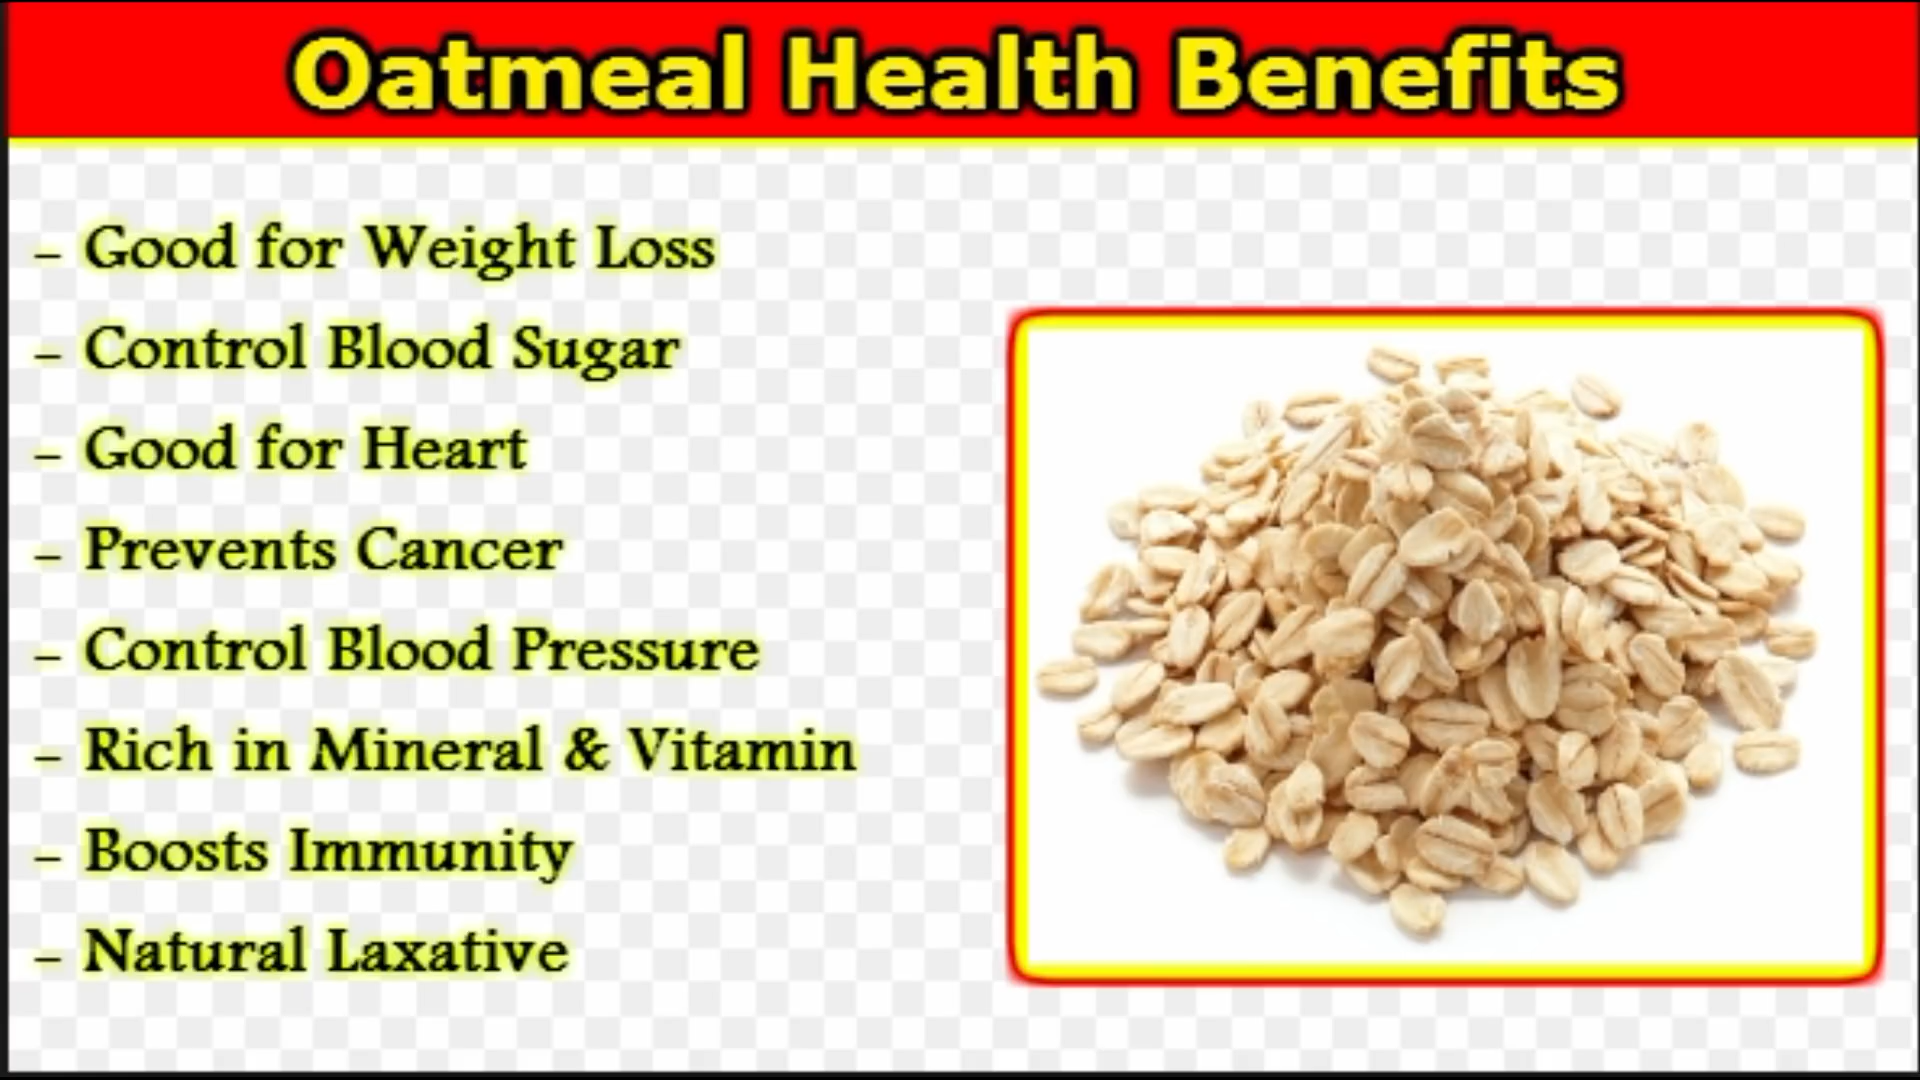 Oatmeal Health Benefits
- Good for Weight Loss
- Control Blood Sugar
- Good for Heart
- Prevents Cancer
- Control Blood Pressure
- Rich in Mineral & Vitamin
- Boosts Immunity
- Natural Laxative